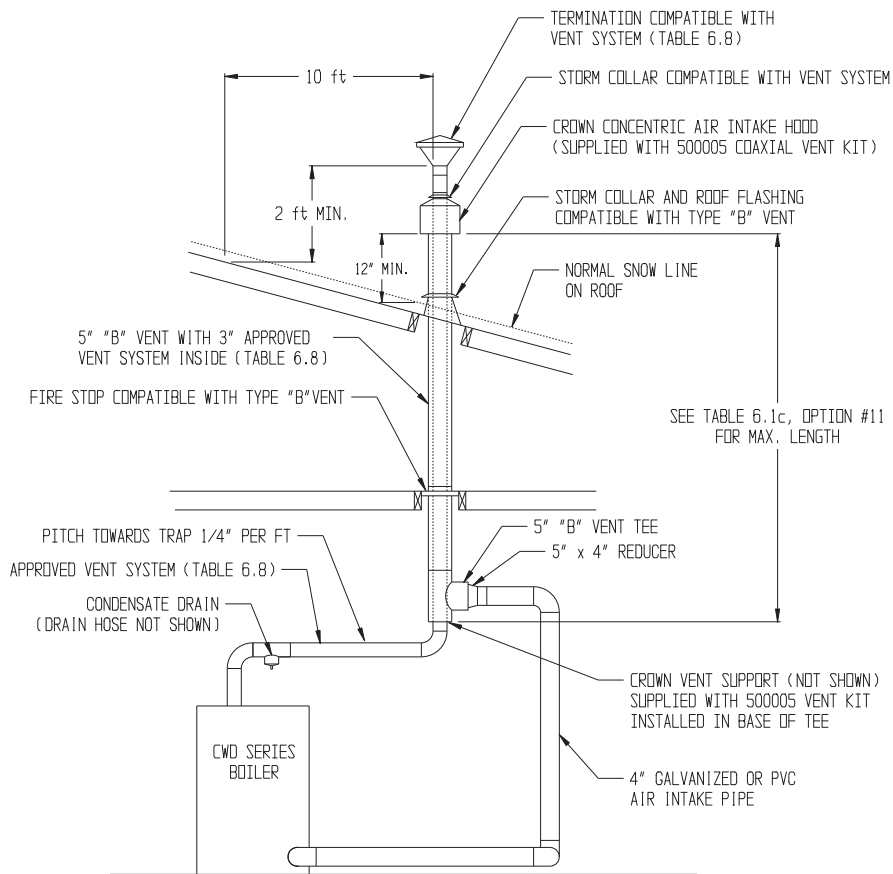 TERMINATION COMPATIBLE WITH
VENT SYSTEM (TABLE 6.8)
10 ft
STORM COLLAR COMPATIBLE WITH VENT SYSTEM
CROWN CONCENTRIC AIR INTAKE HOOD
(SUPPLIED WITH 500005 COAXIAL VENT KIT)
2 ft MIN.
STORM COLLAR AND ROOF FLASHING
COMPATIBLE WITH TYPE "B" VENT
12" MIN.
NORMAL SNOW LINE
ON ROOF
5" "B" VENT WITH 3" APPROVED
VENT SYSTEM INSIDE (TABLE 6.8)
FIRE STOP COMPATIBLE WITH TYPE "B"VENT
SEE TABLE 6.1c, OPTION #11
FOR MAX. LENGTH
5" "B" VENT TEE
5" x 4" REDUCER
PITCH TOWARDS TRAP 1/4" PER FT
APPROVED VENT SYSTEM (TABLE 6.8)
CONDENSATE DRAIN
(DRAIN HOSE NOT SHOWN)
CROWN VENT SUPPORT (NOT SHOWN)
SUPPLIED WITH 500005 VENT KIT
INSTALLED IN BASE OF TEE
CWD SERIES
BOILER
4" GALVANIZED OR PVC
AIR INTAKE PIPE